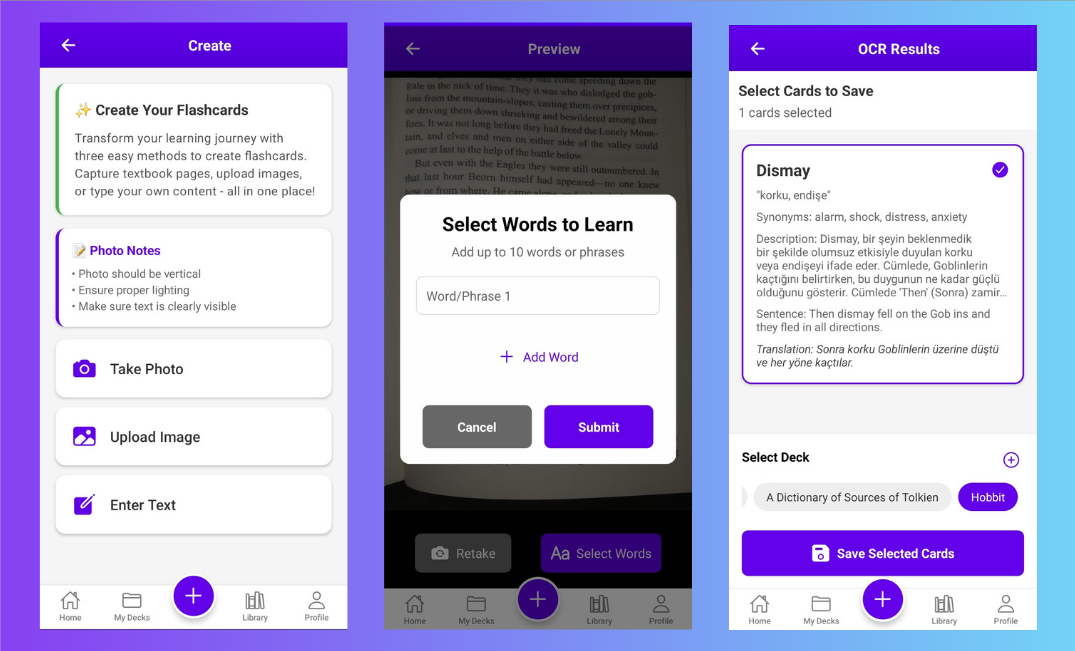 Create
✨ Create Your Flashcards
Transform your learning journey with
three easy methods to create flashcards.
Capture textbook pages, upload images,
or type your own content - all in one place!
📝 Photo Notes
• Photo should be vertical
• Ensure proper lighting
• Make sure text is clearly visible
Take Photo
Upload Image
Enter Text
Home
My Decks
Library
Profile
Preview
they had come speeding down the
gale in the nick of time. They it was who dislodged the gob-
lins from the mountain-slopes, casting them over precipices,
or driving them down shrieking and bewildered among their
foes. It was not long before they had freed the Lonely Moun-
tain, and elves and men on either side of the valley could
come at last to the help of the battle below.
But even with the Eagles they were still outnumbered. In
that last hour Beorn himself had appeared—no one knew
how or from where. He came alone, and in
Select Words to Learn
Add up to 10 words or phrases
Word/Phrase 1
+ Add Word
Cancel
Submit
Retake
Aa Select Words
Home
My Decks
Library
Profile
OCR Results
Select Cards to Save
1 cards selected
Dismay
"korku, endişe"
Synonyms: alarm, shock, distress, anxiety
Description: Dismay, bir şeyin beklenmedik
bir şekilde olumsuz etkisiyle duyulan korku
veya endişeyi ifade eder. Cümlede, Goblinlerin
kaçtığını belirtirken, bu duygunun ne kadar güçlü
olduğunu gösterir. Cümlede 'Then' (Sonra) zamir...
Sentence: Then dismay fell on the Gob ins and
they fled in all directions.
Translation: Sonra korku Goblinlerin üzerine düştü
ve her yöne kaçtılar.
Select Deck
A Dictionary of Sources of Tolkien
Hobbit
Save Selected Cards
Home
My Decks
Library
Profile